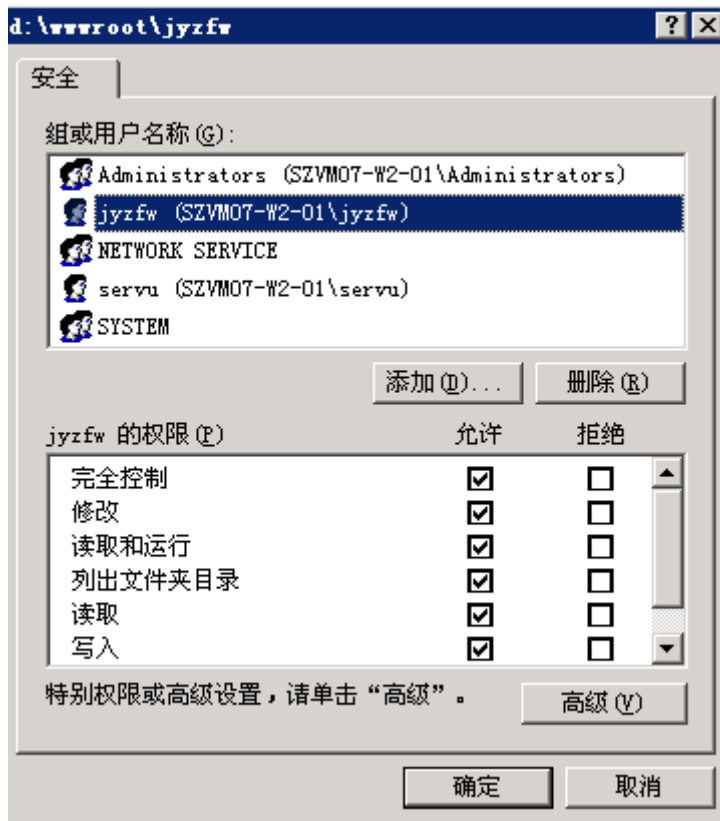 d:\wwwroot\jyzfw
安全
组或用户名称(G):
Administrators (SZVM07-W2-01\Administrators)
jyzfw (SZVM07-W2-01\jyzfw)
NETWORK SERVICE
servu (SZVM07-W2-01\servu)
SYSTEM
添加(D)... 删除(R)
jyzfw 的权限(P) 允许 拒绝
完全控制
修改
读取和运行
列出文件夹目录
读取
写入
特别权限或高级设置，请单击“高级”。 高级(V)
确定 取消